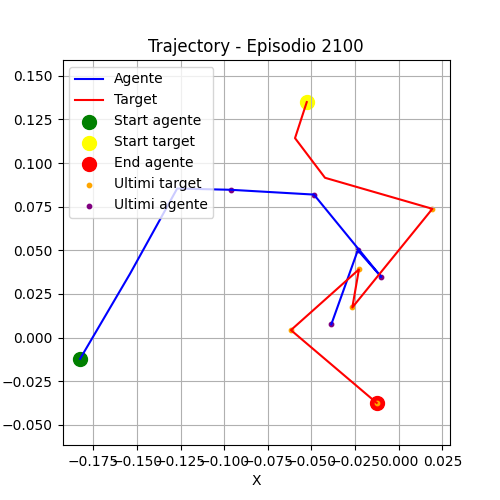 Trajectory - Episodio 2100
Agente
Target
Start agente
Start target
End agente
Ultimi target
Ultimi agente
0.150
0.125
0.100
0.075
0.050
0.025
0.000
−0.025
−0.050
−0.175 −0.150 −0.125 −0.100 −0.075 −0.050 −0.025 0.000 0.025
X